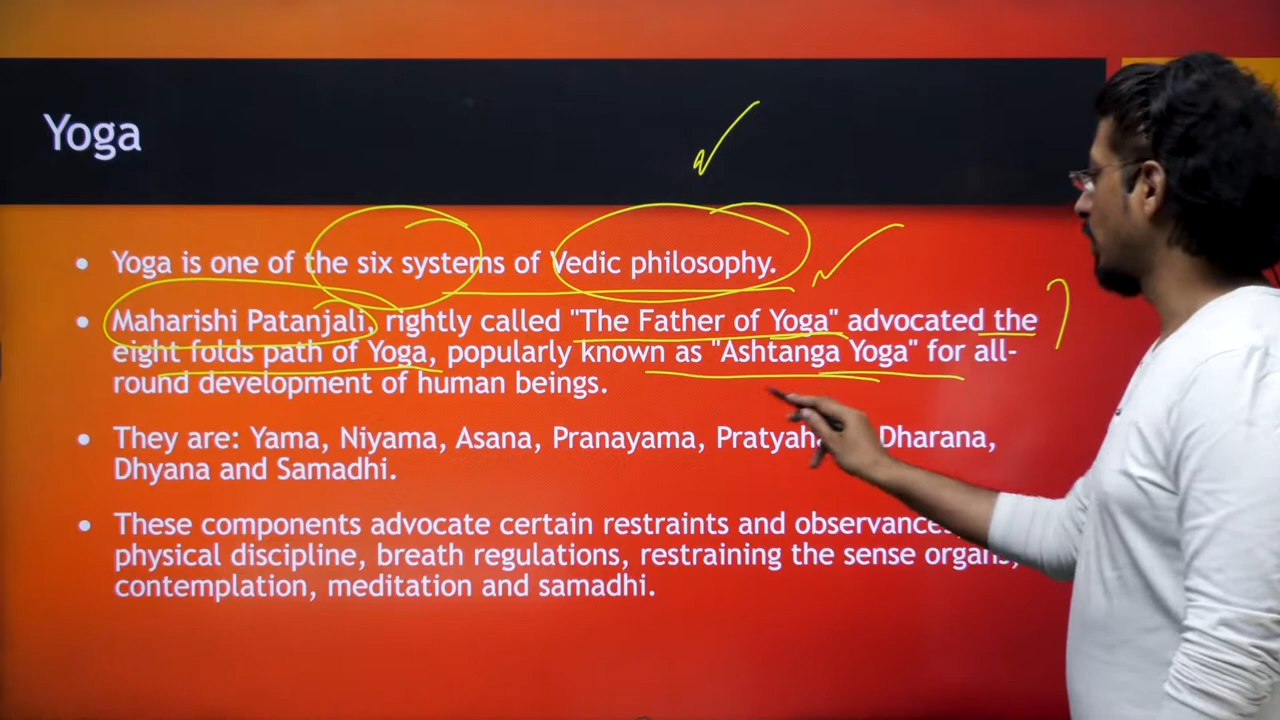 Yoga
• Yoga is one of the six systems of Vedic philosophy.
• Maharishi Patanjali, rightly called "The Father of Yoga" advocated the
eight folds path of Yoga, popularly known as "Ashtanga Yoga" for all-
round development of human beings.
• They are: Yama, Niyama, Asana, Pranayama, Dharana,
Dhyana and Samadhi.
• These components advocate certain restraints and
physical discipline, breath regulations, restraining the sense organs,
contemplation, meditation and samadhi.